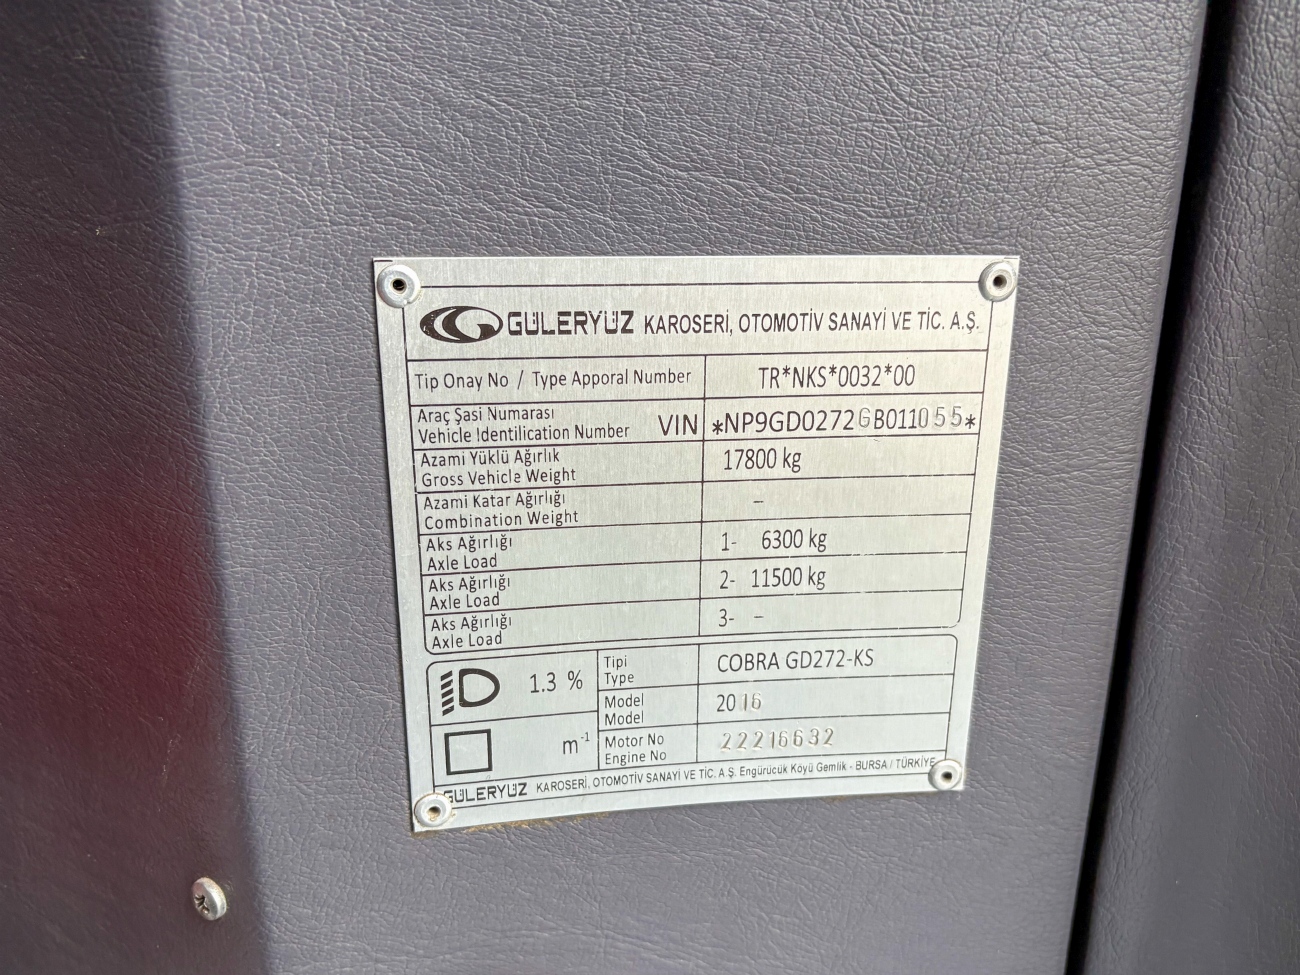 GÜLERYÜZ KAROSERİ, OTOMOTİV SANAYİ VE TİC. A.Ş.
Tip Onay No / Type Apporal Number TR*NKS*0032*00
Araç Şasi Numarası
Vehicle Identilication Number VIN *NP9GD0272GB011055*
Azami Yüklü Ağırlık
Gross Vehicle Weight 17800 kg
Azami Katar Ağırlığı
Combination Weight –
Aks Ağırlığı
Axle Load 1- 6300 kg
Aks Ağırlığı
Axle Load 2- 11500 kg
Aks Ağırlığı
Axle Load 3- –
1.3 %
Tipi
Type COBRA GD272-KS
Model
Model 2016
m⁻¹
Motor No
Engine No 22216632
GÜLERYÜZ KAROSERİ, OTOMOTİV SANAYİ VE TİC. A.Ş. Engürücük Köyü Gemlik - BURSA / TÜRKİYE